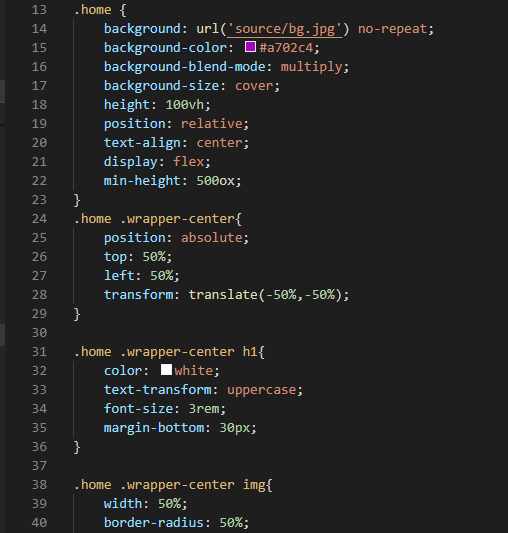 13 .home {
14 background: url('source/bg.jpg') no-repeat;
15 background-color: #a702c4;
16 background-blend-mode: multiply;
17 background-size: cover;
18 height: 100vh;
19 position: relative;
20 text-align: center;
21 display: flex;
22 min-height: 500ox;
23 }
24 .home .wrapper-center{
25 position: absolute;
26 top: 50%;
27 left: 50%;
28 transform: translate(-50%,-50%);
29 }
30
31 .home .wrapper-center h1{
32 color: white;
33 text-transform: uppercase;
34 font-size: 3rem;
35 margin-bottom: 30px;
36 }
37
38 .home .wrapper-center img{
39 width: 50%;
40 border-radius: 50%;